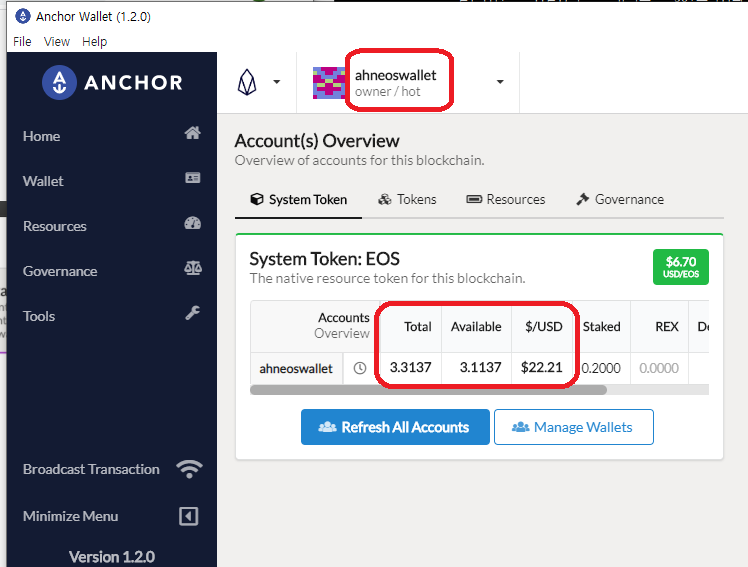 Anchor Wallet (1.2.0)
File View Help
ANCHOR
ahneoswallet
owner / hot
Home
Wallet
Resources
Governance
Tools
Broadcast Transaction
Minimize Menu
Version 1.2.0
Account(s) Overview
Overview of accounts for this blockchain.
System Token Tokens Resources Governance
System Token: EOS
The native resource token for this blockchain.
$6.70
USD/EOS
Accounts Total Available $/USD Staked REX
Overview
ahneoswallet 3.3137 3.1137 $22.21 0.2000 0.0000
Refresh All Accounts Manage Wallets